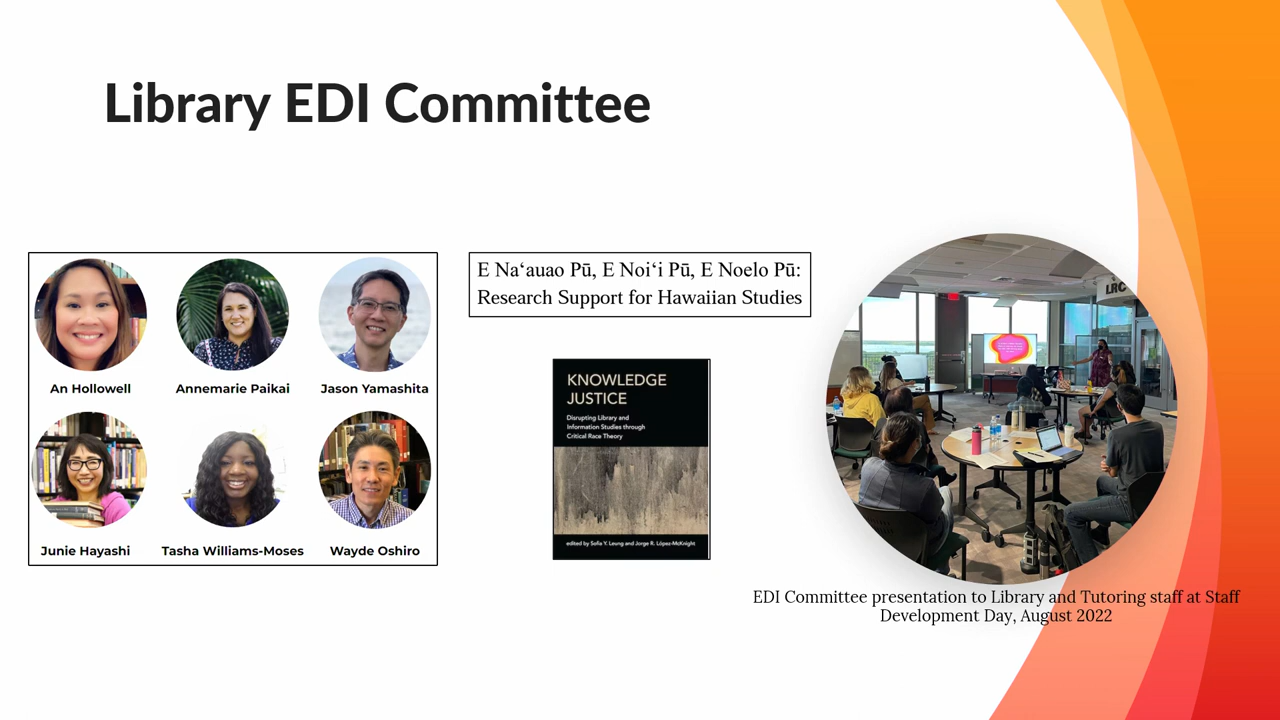 Library EDI Committee
An Hollowell
Annemarie Paikai
Jason Yamashita
Junie Hayashi
Tasha Williams-Moses
Wayde Oshiro
E Naʻauao Pū, E Noiʻi Pū, E Noelo Pū:
Research Support for Hawaiian Studies
KNOWLEDGE
JUSTICE
Disrupting Library and
Information Studies through
Critical Race Theory
edited by Sofia Y. Leung and Jorge R. López-McKnight
LRC
EDI Committee presentation to Library and Tutoring staff at Staff
Development Day, August 2022